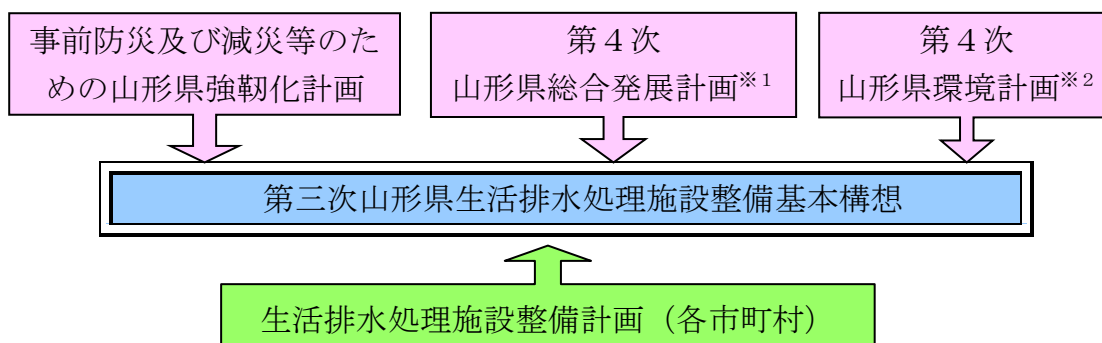 事前防災及び減災等のた
めの山形県強靭化計画
第４次
山形県総合発展計画※1
第４次
山形県環境計画※2
第三次山形県生活排水処理施設整備基本構想
生活排水処理施設整備計画（各市町村）